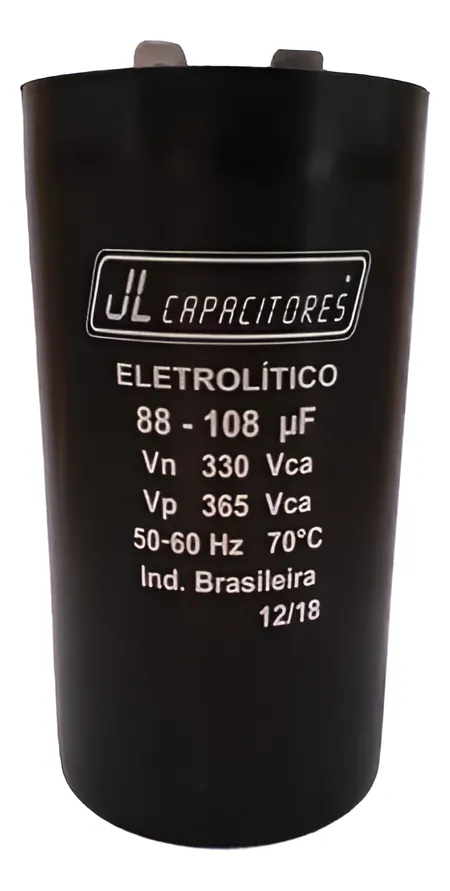 JL CAPACITORES
ELETROLÍTICO
88 - 108 µF
Vn 330 Vca
Vp 365 Vca
50-60 Hz 70°C
Ind. Brasileira
12/18